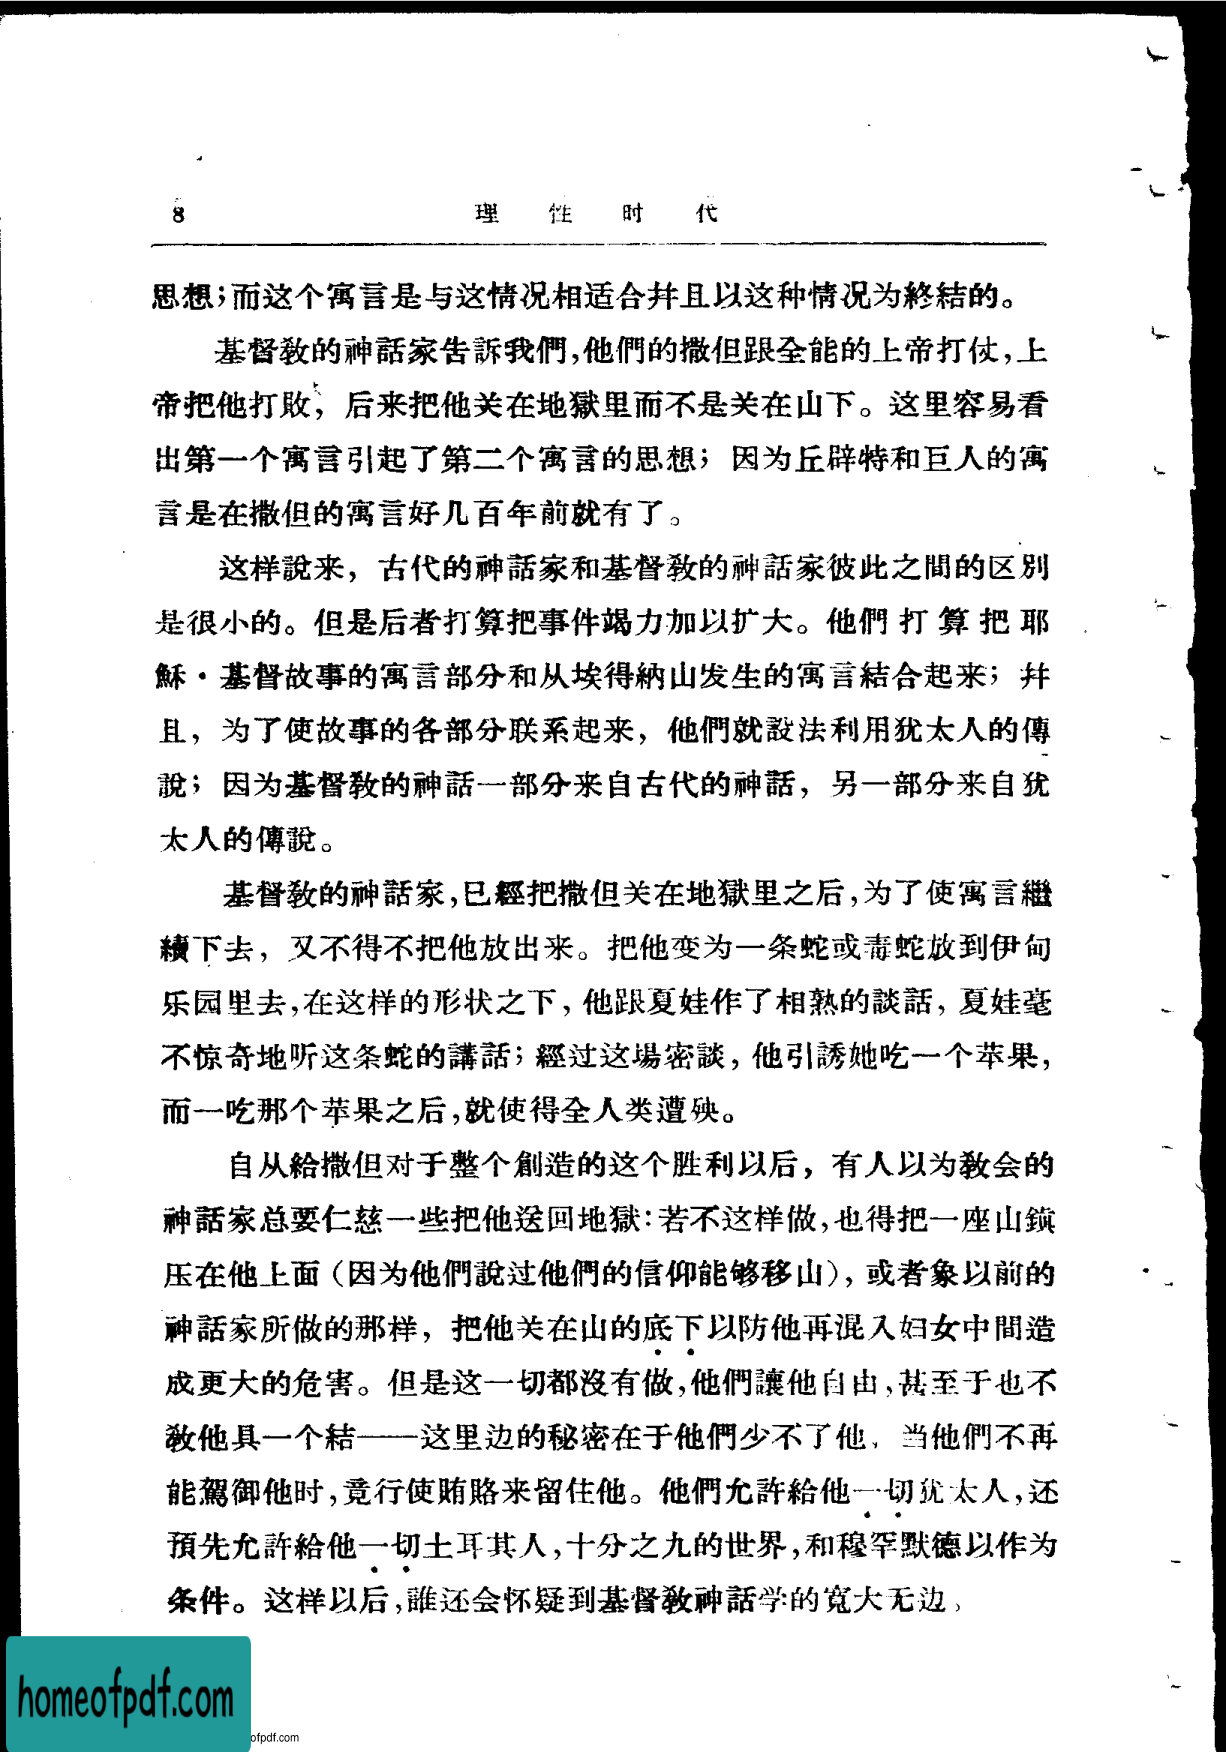 8 理性时代
思想；而这个寓言是与这情况相适合幷且以这种情况为終結的。
基督教的神話家告訴我們，他們的撒但跟全能的上帝打仗，上
帝把他打敗，后来把他关在地獄里而不是关在山下。这里容易看
出第一个寓言引起了第二个寓言的思想；因为丘辟特和巨人的寓
言是在撒但的寓言好几百年前就有了。
这样說来，古代的神話家和基督教的神話家彼此之間的区別
是很小的。但是后者打算把事件竭力加以扩大。他們打算把耶
穌·基督故事的寓言部分和从埃得納山发生的寓言結合起来；幷
且，为了使故事的各部分联系起来，他們就設法利用犹太人的傳
說；因为基督教的神話一部分来自古代的神話，另一部分来自犹
太人的傳說。
基督教的神話家，已經把撒但关在地獄里之后，为了使寓言繼
續下去，又不得不把他放出来。把他变为一条蛇或毒蛇放到伊甸
乐园里去，在这样的形状之下，他跟夏娃作了相熟的談話，夏娃毫
不惊奇地听这条蛇的講話；經过这場密談，他引誘她吃一个苹果，
而一吃那个苹果之后，就使得全人类遭殃。
自从給撒但对于整个創造的这个胜利以后，有人以为教会的
神話家总要仁慈一些把他送回地獄：若不这样做，也得把一座山鎮
压在他上面（因为他們說过他們的信仰能够移山），或者象以前的
神話家所做的那样，把他关在山的底下以防他再混入妇女中間造
成更大的危害。但是这一切都沒有做，他們讓他自由，甚至于也不
敎他具一个結——这里边的秘密在于他們少不了他，当他們不再
能駕御他时，竟行使賄賂来留住他。他們允許給他一切犹太人，还
預先允許給他一切土耳其人，十分之九的世界，和穆罕默德以作为
条件。这样以后，誰还会怀疑到基督教神話学的寬大无边、
homeofpdf.com
ofpdf.com